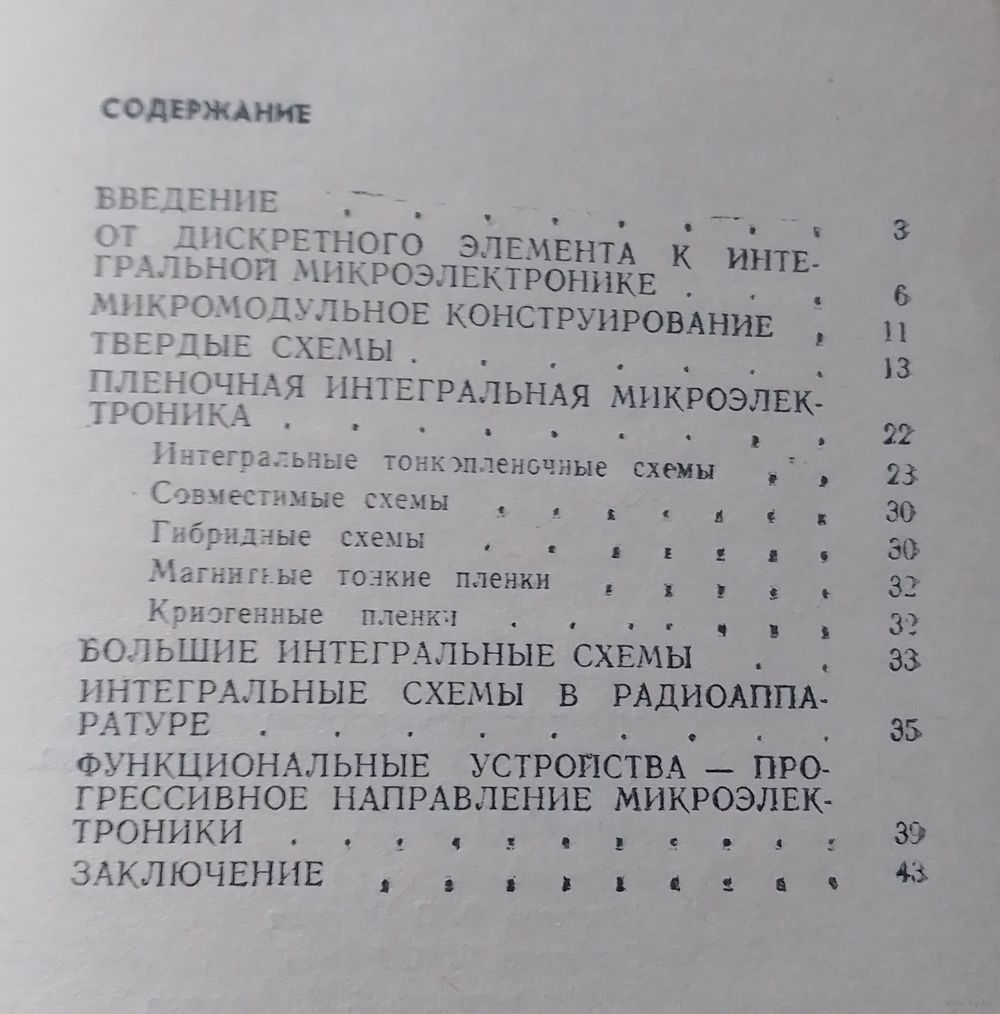 СОДЕРЖАНИЕ
ВВЕДЕНИЕ . . . . . . . . 3
ОТ ДИСКРЕТНОГО ЭЛЕМЕНТА К ИНТЕ-
ГРАЛЬНОЙ МИКРОЭЛЕКТРОНИКЕ . . . 6
МИКРОМОДУЛЬНОЕ КОНСТРУИРОВАНИЕ . 11
ТВЕРДЫЕ СХЕМЫ . . . . . . . 13
ПЛЕНОЧНАЯ ИНТЕГРАЛЬНАЯ МИКРОЭЛЕК-
ТРОНИКА . . . . . . . . . 22
Интегральные тонкопленочные схемы . . 23
Совместимые схемы . . . . . . . 30
Гибридные схемы . . . . . . . 30
Магнитные тонкие пленки . . . . . 32
Криогенные пленки . . . . . . . 32
БОЛЬШИЕ ИНТЕГРАЛЬНЫЕ СХЕМЫ . . 33
ИНТЕГРАЛЬНЫЕ СХЕМЫ В РАДИОАППА-
РАТУРЕ . . . . . . . . . 35
ФУНКЦИОНАЛЬНЫЕ УСТРОЙСТВА — ПРО-
ГРЕССИВНОЕ НАПРАВЛЕНИЕ МИКРОЭЛЕК-
ТРОНИКИ . . . . . . . . . . . 39
ЗАКЛЮЧЕНИЕ . . . . . . . . . 43